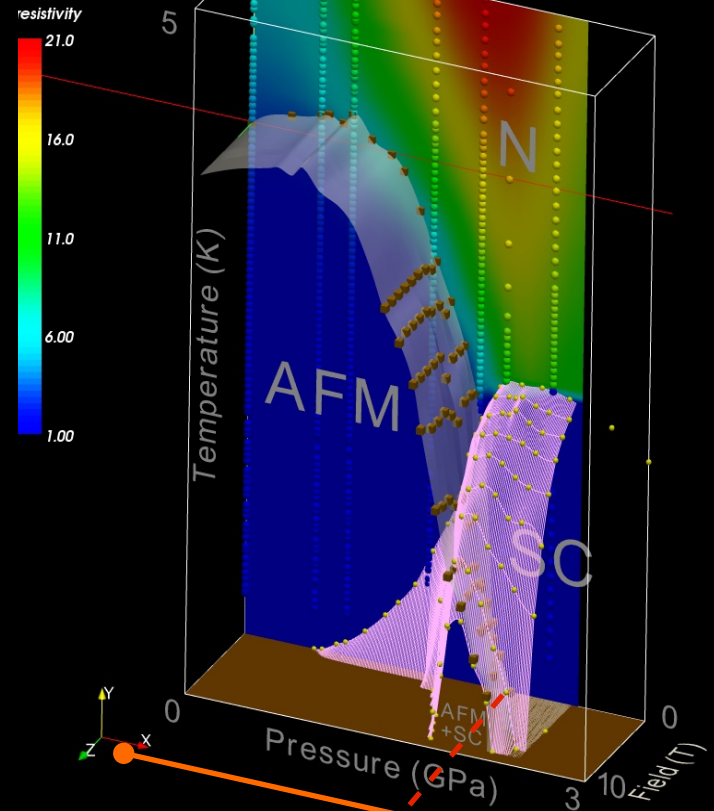 resistivity
21.0
16.0
11.0
6.00
1.00
5
Temperature (K)
N
AFM
SC
AFM
+SC
0
Pressure (GPa)
3
10
Field (T)
0
Y
X
Z